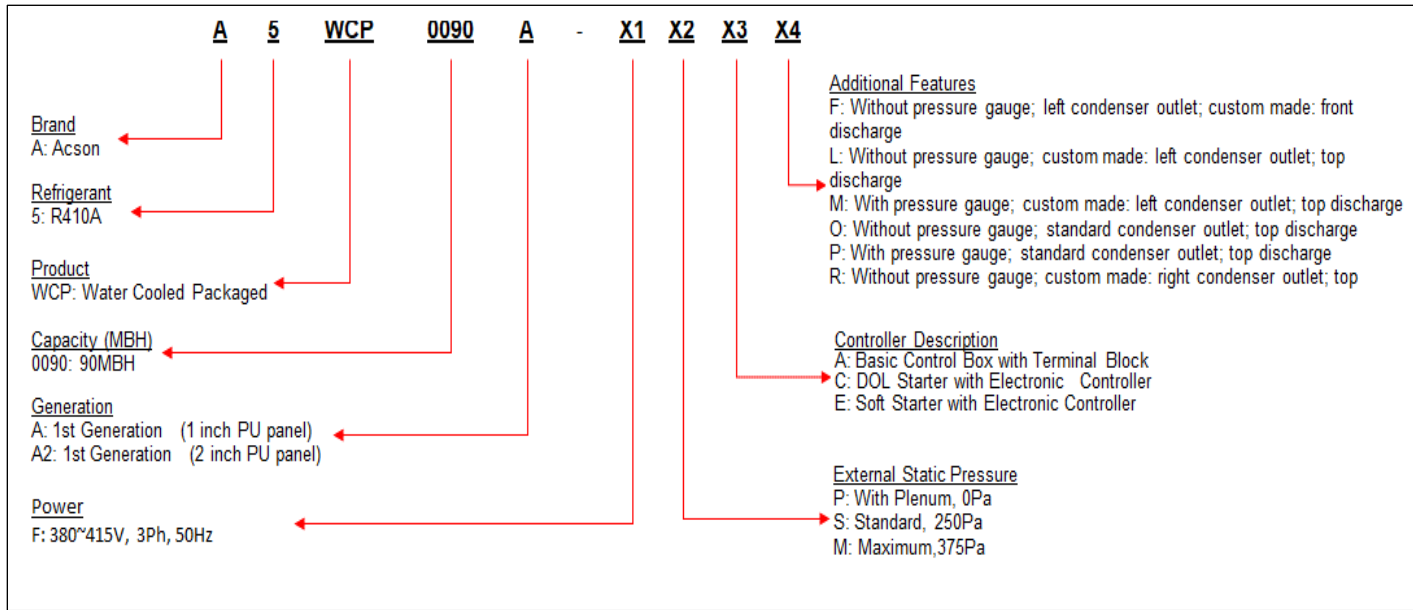 A 5 WCP 0090 A - X1 X2 X3 X4
Brand
A: Acson
Refrigerant
5: R410A
Product
WCP: Water Cooled Packaged
Capacity (MBH)
0090: 90MBH
Generation
A: 1st Generation (1 inch PU panel)
A2: 1st Generation (2 inch PU panel)
Power
F: 380~415V, 3Ph, 50Hz
Additional Features
F: Without pressure gauge; left condenser outlet; custom made: front
discharge
L: Without pressure gauge; custom made: left condenser outlet; top
discharge
M: With pressure gauge; custom made: left condenser outlet; top discharge
O: Without pressure gauge; standard condenser outlet; top discharge
P: With pressure gauge; standard condenser outlet; top discharge
R: Without pressure gauge; custom made: right condenser outlet; top
Controller Description
A: Basic Control Box with Terminal Block
C: DOL Starter with Electronic Controller
E: Soft Starter with Electronic Controller
External Static Pressure
P: With Plenum, 0Pa
S: Standard, 250Pa
M: Maximum,375Pa